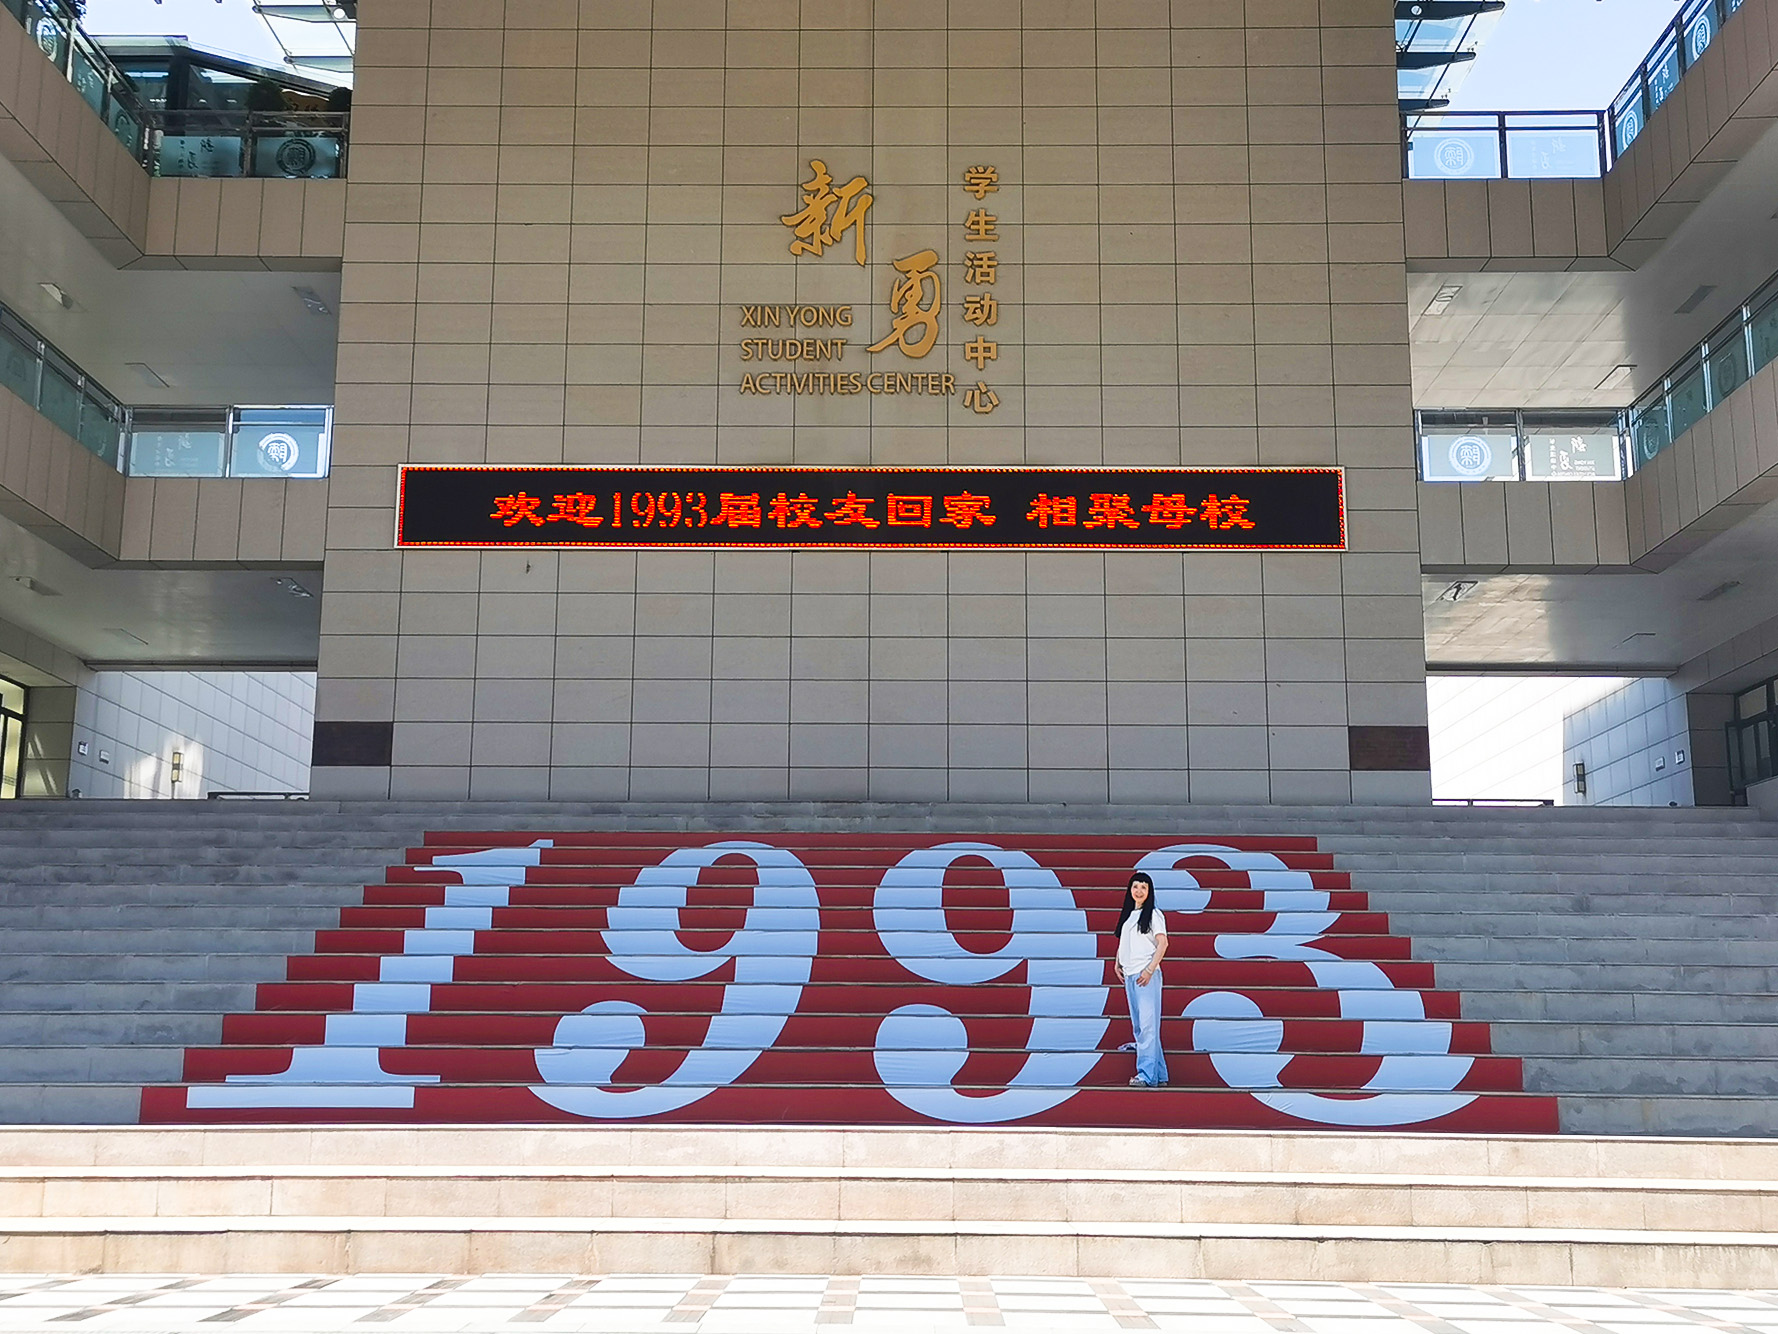 新勇
学生活动中心
XIN YONG
STUDENT
ACTIVITIES CENTER
欢迎1993届校友回家 相聚母校
1993